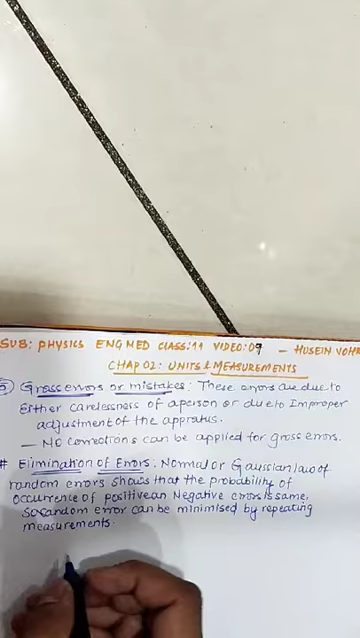 SUB: PHYSICS ENG MED CLASS:11 VIDEO:07 - HUSEIN VOHR
CHAP 02: UNITS & MEASUREMENTS
5) Gross errors or mistakes: These errors are due to
Either carelessness of a person or due to Improper
adjustment of the appratus.
- No corrections can be applied for gross errors.
# Elimination of Errors: Normal or Gaussian law of
random errors shows that the probability of
occurrence of positive an Negative errors is same,
So random error can be minimised by repeating
measurements.